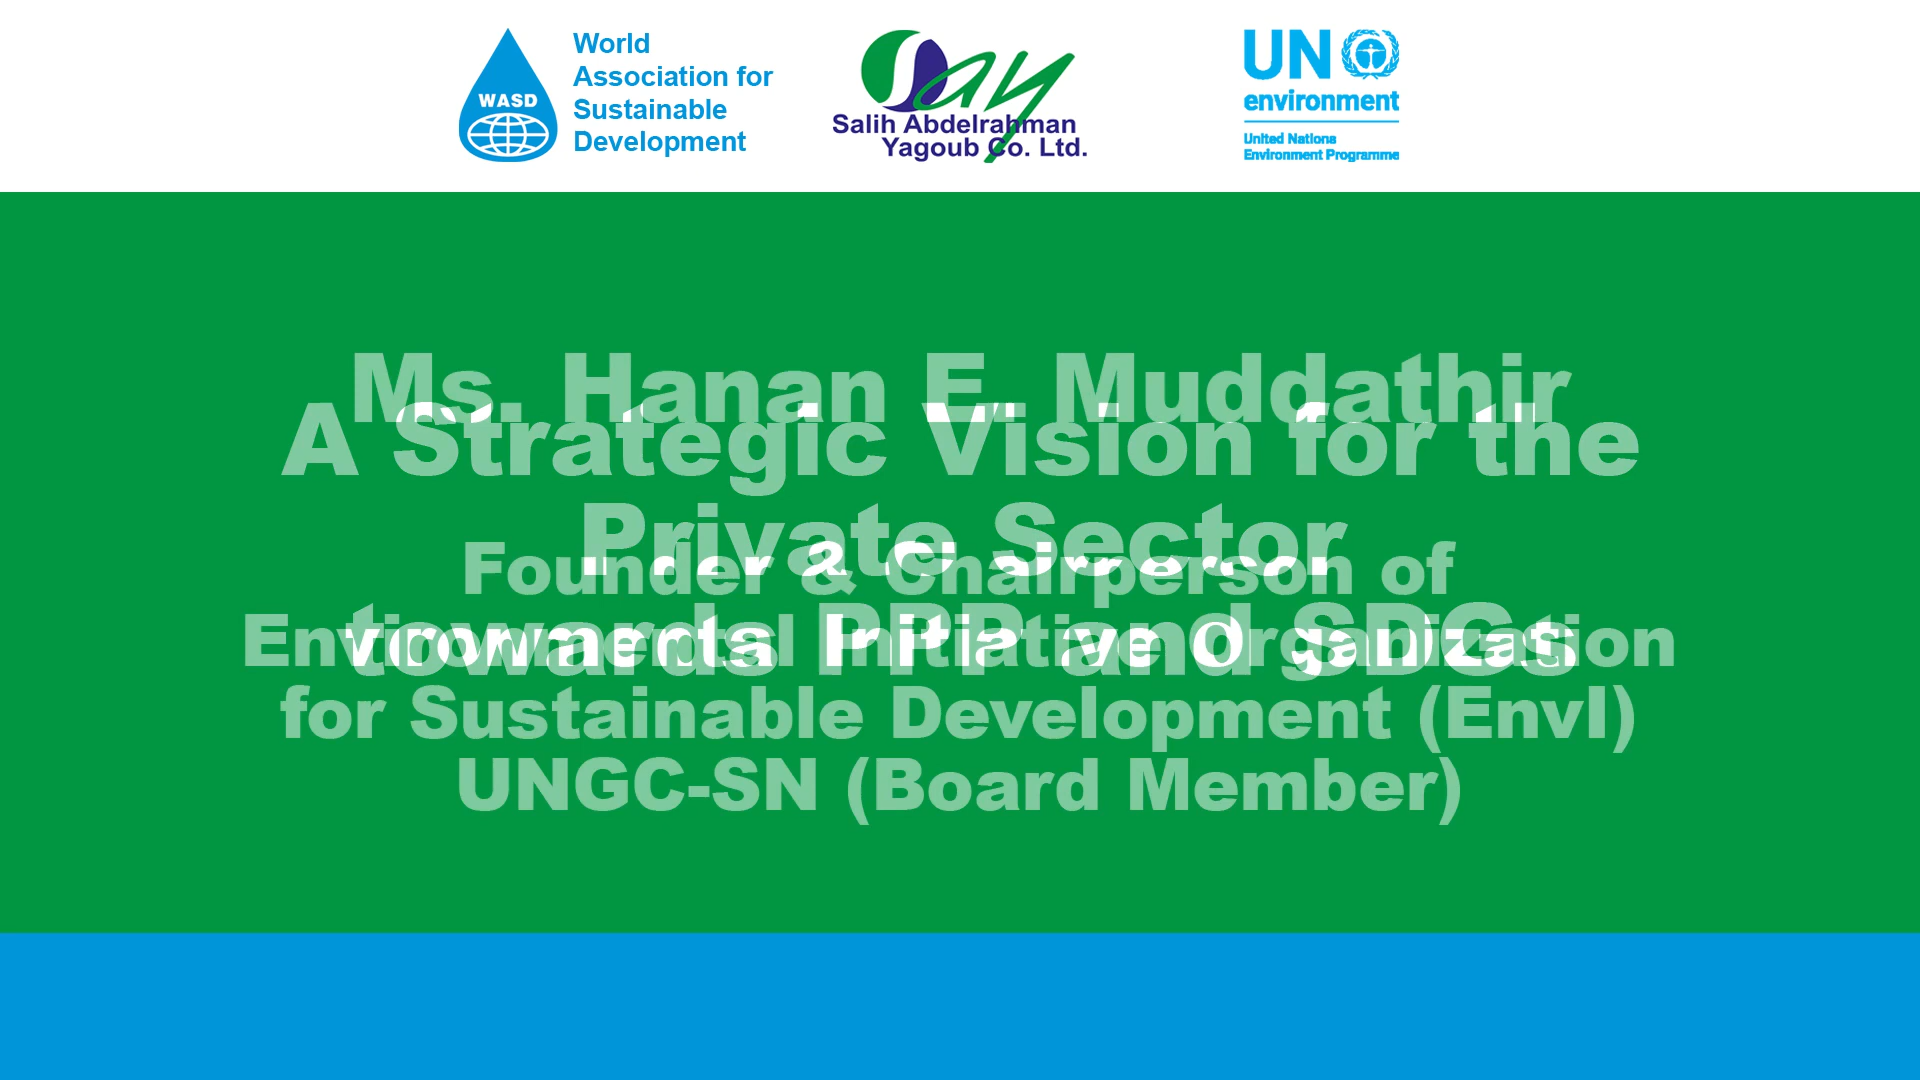 World
Association for
Sustainable
Development
WASD
Say
Salih Abdelrahman
Yagoub Co. Ltd.
UN
environment
United Nations
Environment Programme
Ms. Hanan E. Muddathir
A Strategic Vision for the
Private Sector
towards PPP and SDGs
Founder & Chairperson of
Environmental Initiative Organization
for Sustainable Development (EnvI)
UNGC-SN (Board Member)